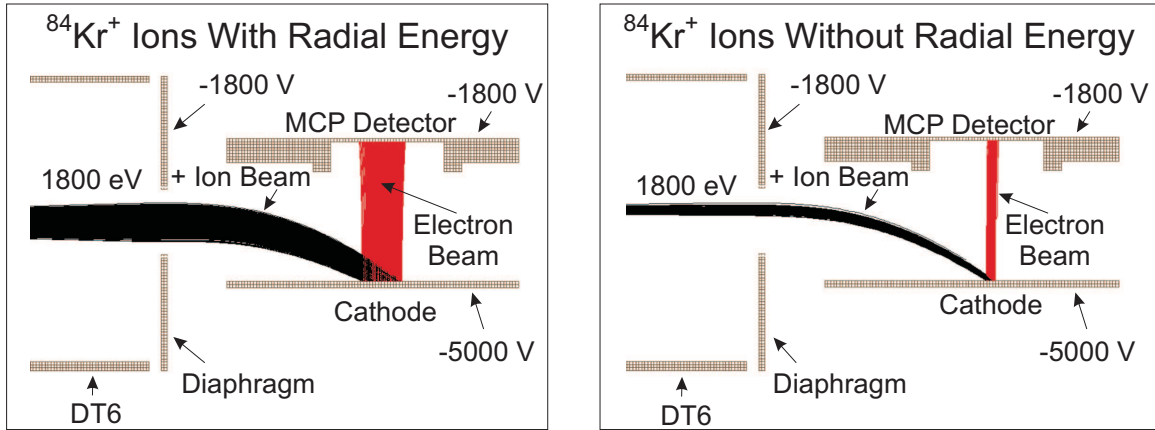 ⁸⁴Kr⁺ Ions With Radial Energy
-1800 V
-1800 V
MCP Detector
1800 eV
+ Ion Beam
Electron
Beam
Cathode
-5000 V
Diaphragm
DT6
⁸⁴Kr⁺ Ions Without Radial Energy
-1800 V
-1800 V
MCP Detector
1800 eV
+ Ion Beam
Electron
Beam
Cathode
-5000 V
Diaphragm
DT6